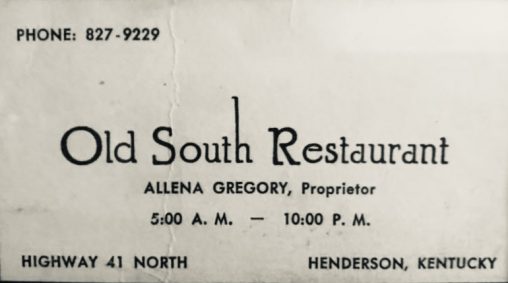 PHONE: 827-9229
Old South Restaurant
ALLENA GREGORY, Proprietor
5:00 A. M. — 10:00 P. M.
HIGHWAY 41 NORTH
HENDERSON, KENTUCKY